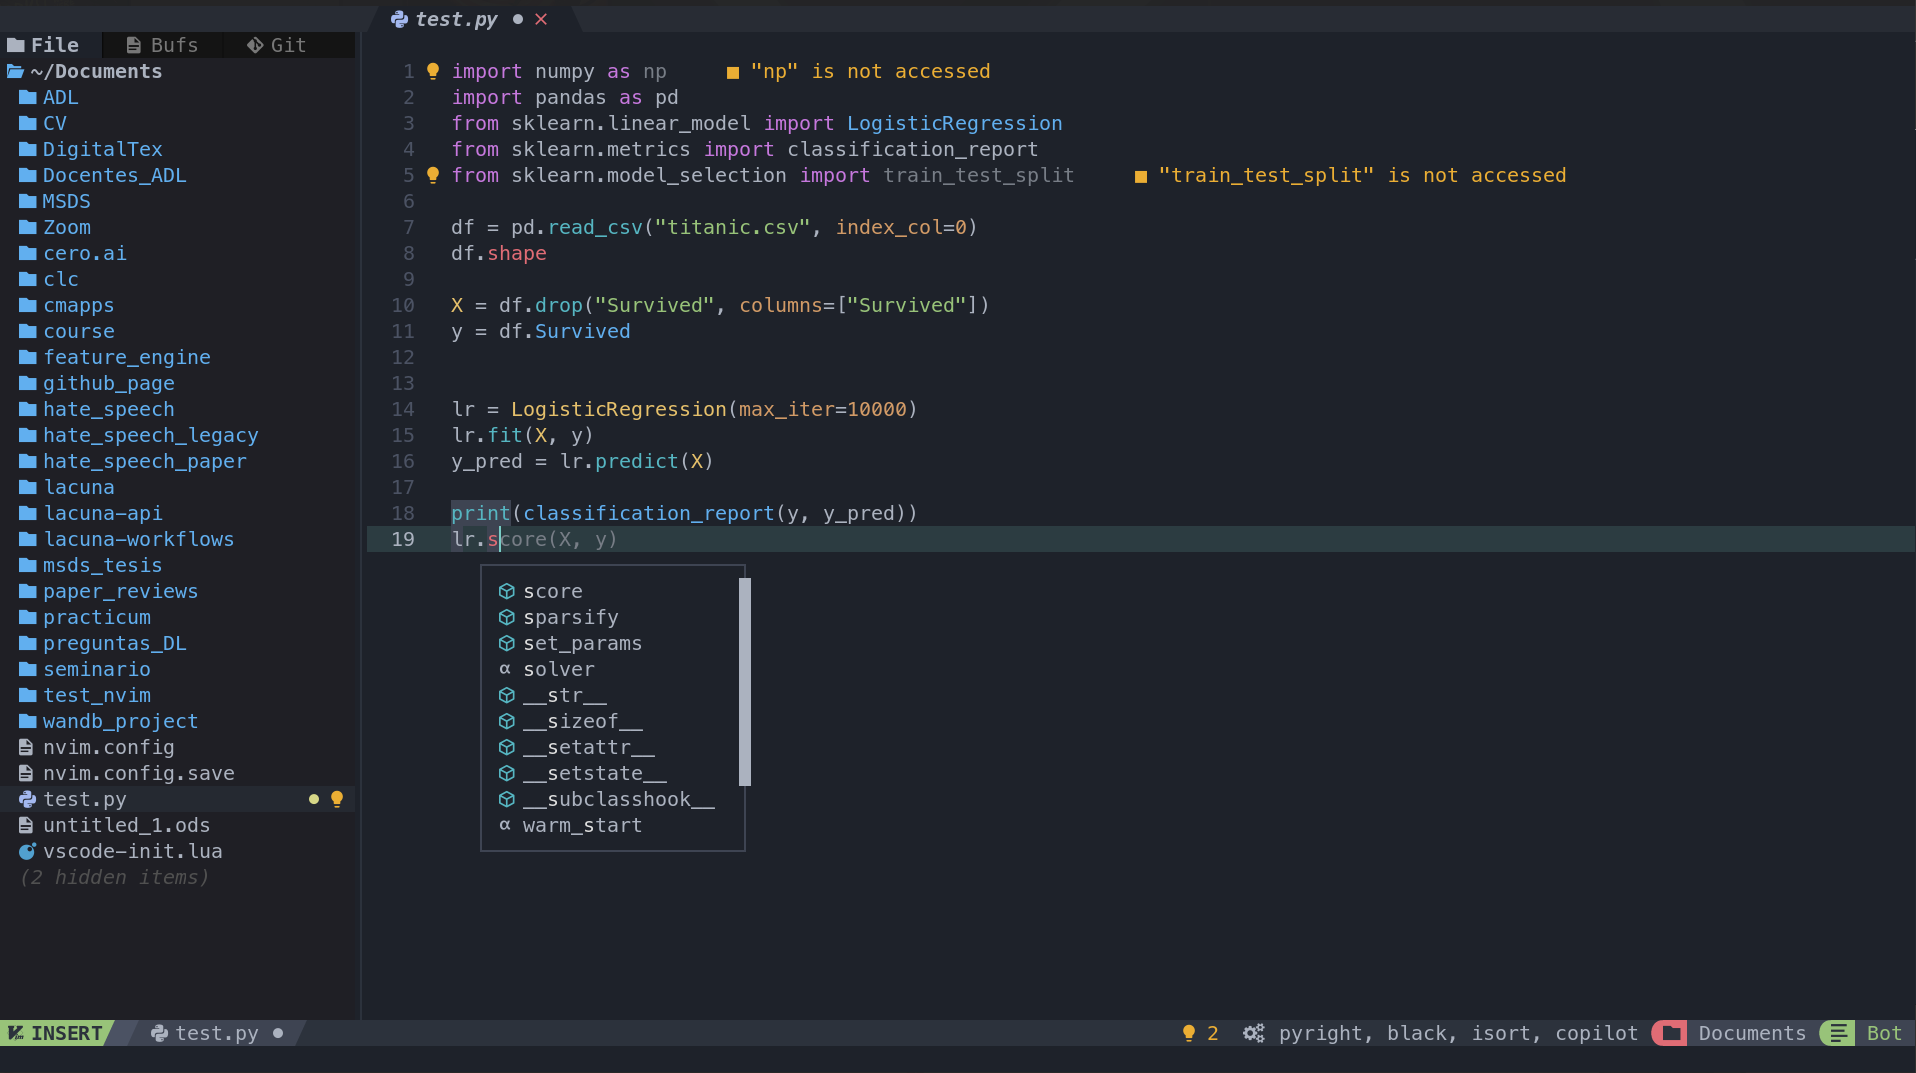 test.py
File Bufs Git
~/Documents
ADL
CV
DigitalTex
Docentes_ADL
MSDS
Zoom
cero.ai
clc
cmapps
course
feature_engine
github_page
hate_speech
hate_speech_legacy
hate_speech_paper
lacuna
lacuna-api
lacuna-workflows
msds_tesis
paper_reviews
practicum
preguntas_DL
seminario
test_nvim
wandb_project
nvim.config
nvim.config.save
test.py
untitled_1.ods
vscode-init.lua
(2 hidden items)
1 import numpy as np ■ "np" is not accessed
2 import pandas as pd
3 from sklearn.linear_model import LogisticRegression
4 from sklearn.metrics import classification_report
5 from sklearn.model_selection import train_test_split ■ "train_test_split" is not accessed
6
7 df = pd.read_csv("titanic.csv", index_col=0)
8 df.shape
9
10 X = df.drop("Survived", columns=["Survived"])
11 y = df.Survived
12
13
14 lr = LogisticRegression(max_iter=10000)
15 lr.fit(X, y)
16 y_pred = lr.predict(X)
17
18 print(classification_report(y, y_pred))
19 lr.score(X, y)
score
sparsify
set_params
α solver
__str__
__sizeof__
__setattr__
__setstate__
__subclasshook__
α warm_start
INSERT test.py 2 pyright, black, isort, copilot Documents Bot